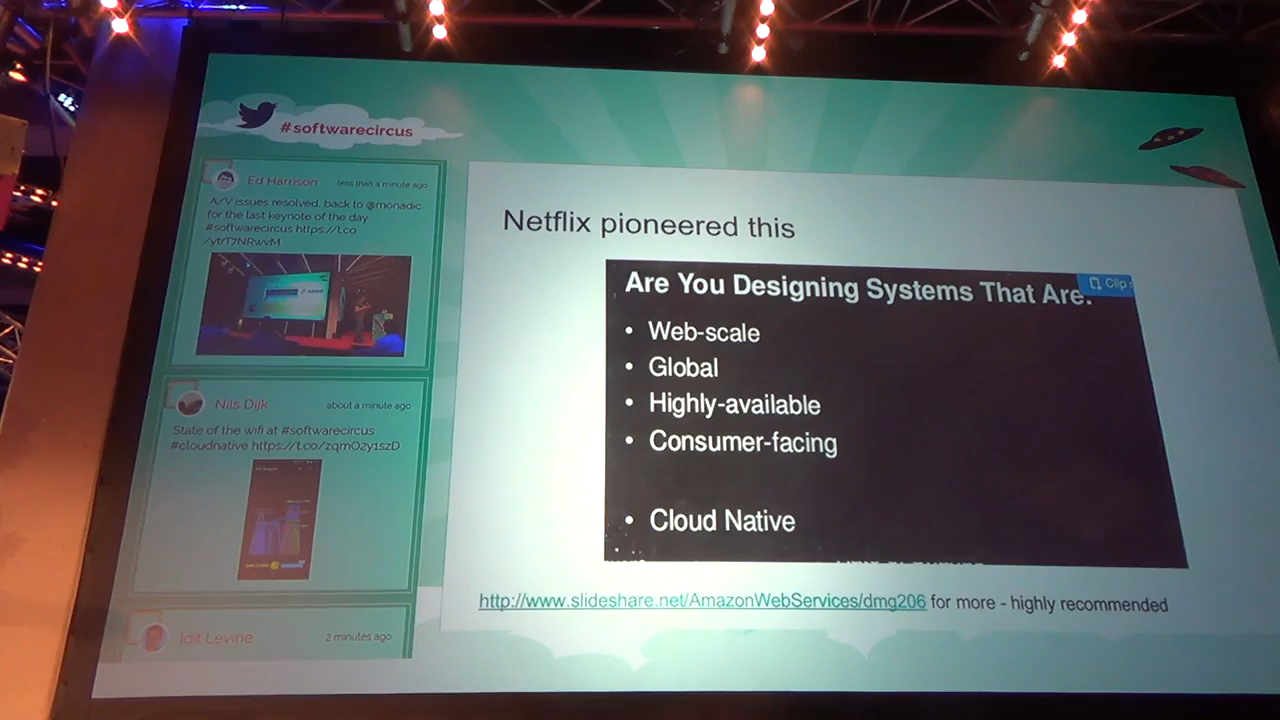 #softwarecircus
Ed Harrison
less than a minute ago
A/V issues resolved, back to @monadic
for the last keynote of the day
#softwarecircus https://t.co
/ytrT7NRwvM
Nils Dijk
about a minute ago
State of the wifi at #softwarecircus
#cloudnative https://t.co/zqmO2y1szD
Idit Levine
2 minutes ago
Netflix pioneered this
Are You Designing Systems That Are:
Clip
• Web-scale
• Global
• Highly-available
• Consumer-facing
• Cloud Native
http://www.slideshare.net/AmazonWebServices/dmg206 for more - highly recommended